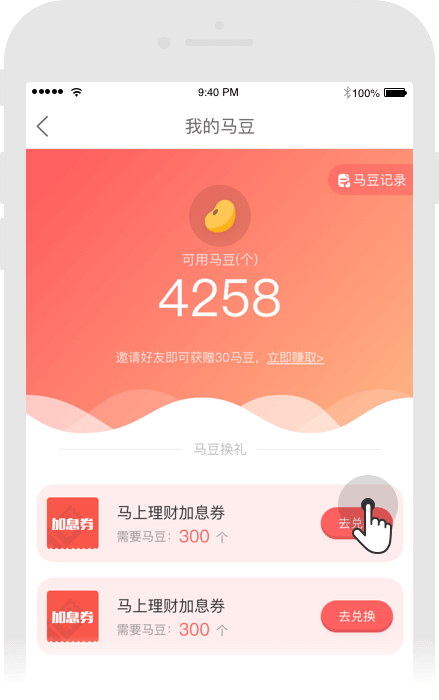 9:40 PM
100%
我的马豆
马豆记录
可用马豆(个)
4258
邀请好友即可获赠30马豆，立即赚取>
马豆换礼
加息券
马上理财加息券
需要马豆：300 个
去兑
加息券
马上理财加息券
需要马豆：300 个
去兑换